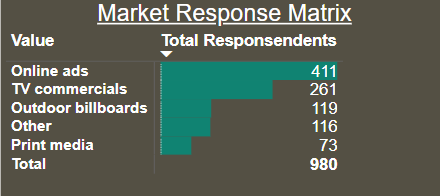 Market Response Matrix
Value Total Responsendents
Online ads 411
TV commercials 261
Outdoor billboards 119
Other 116
Print media 73
Total 980